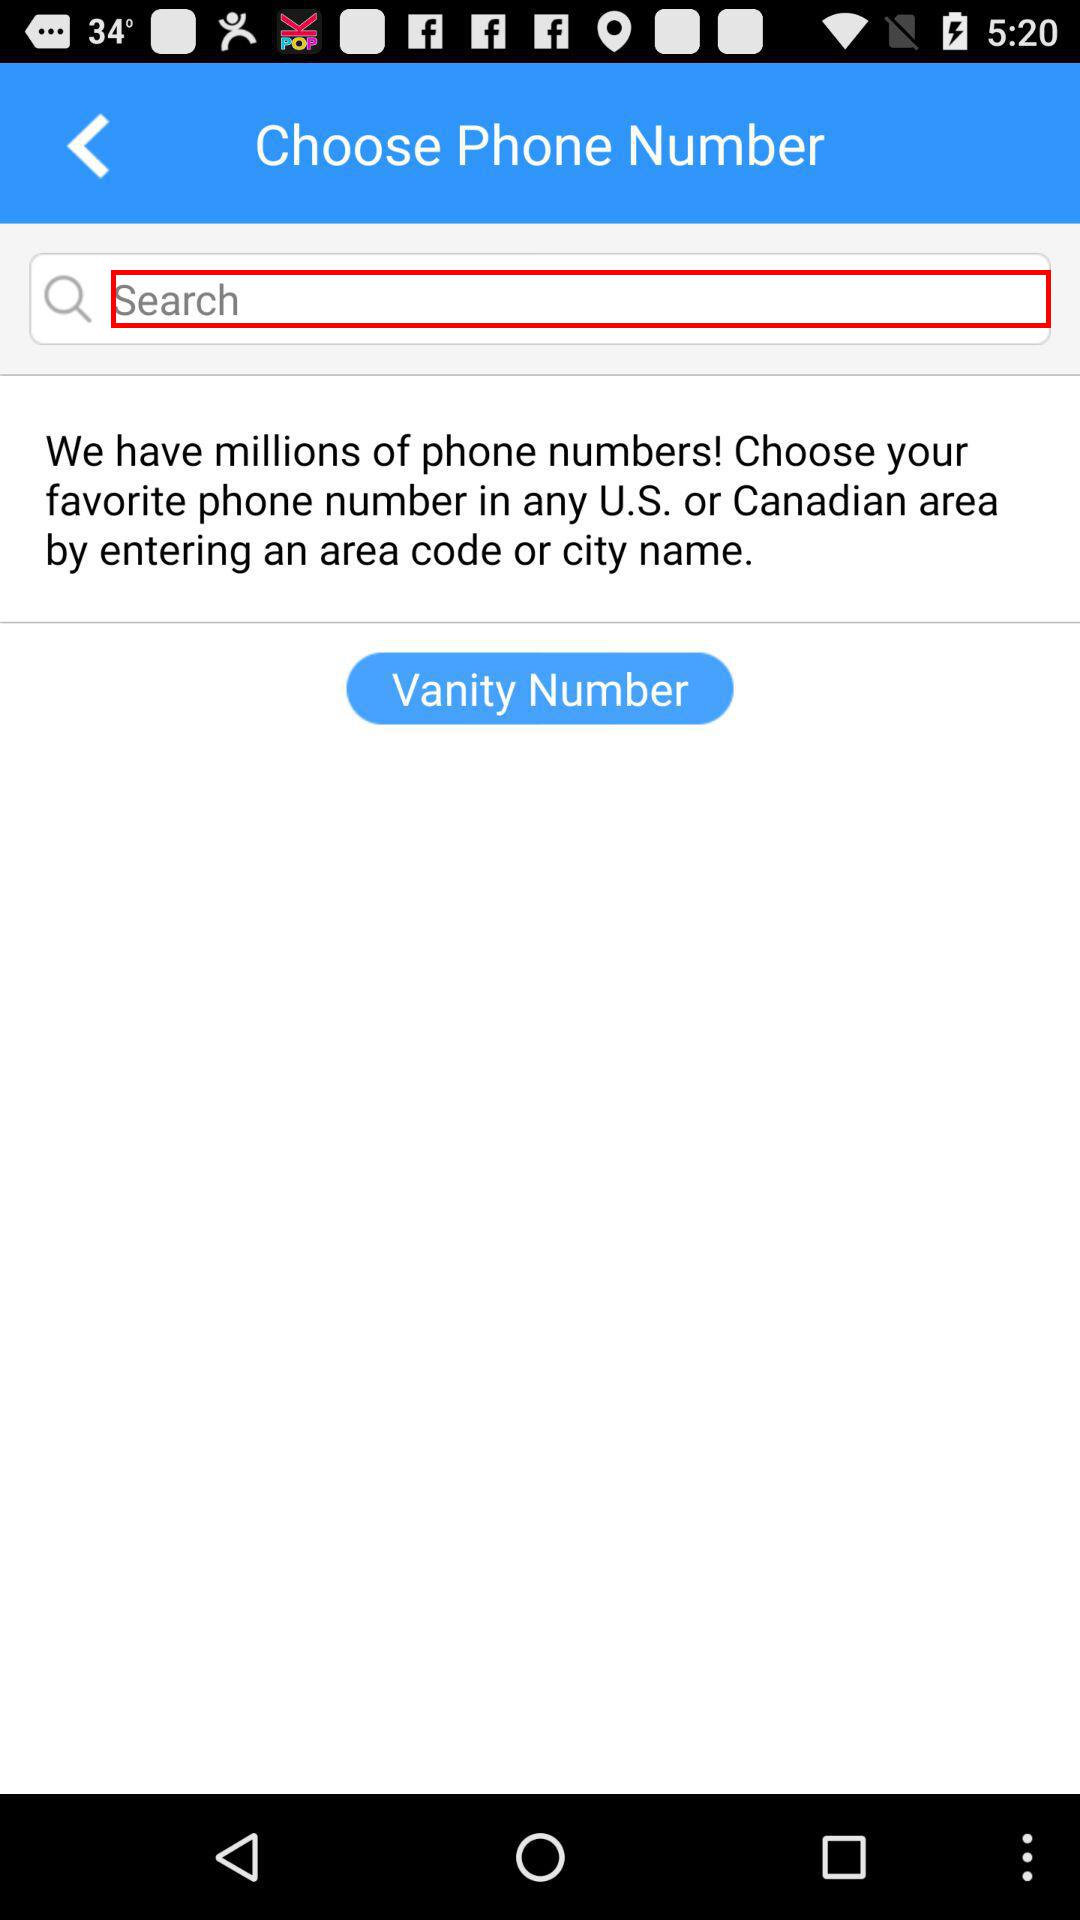 34° POP 5:20
Choose Phone Number
Search
We have millions of phone numbers! Choose your
favorite phone number in any U.S. or Canadian area
by entering an area code or city name.
Vanity Number